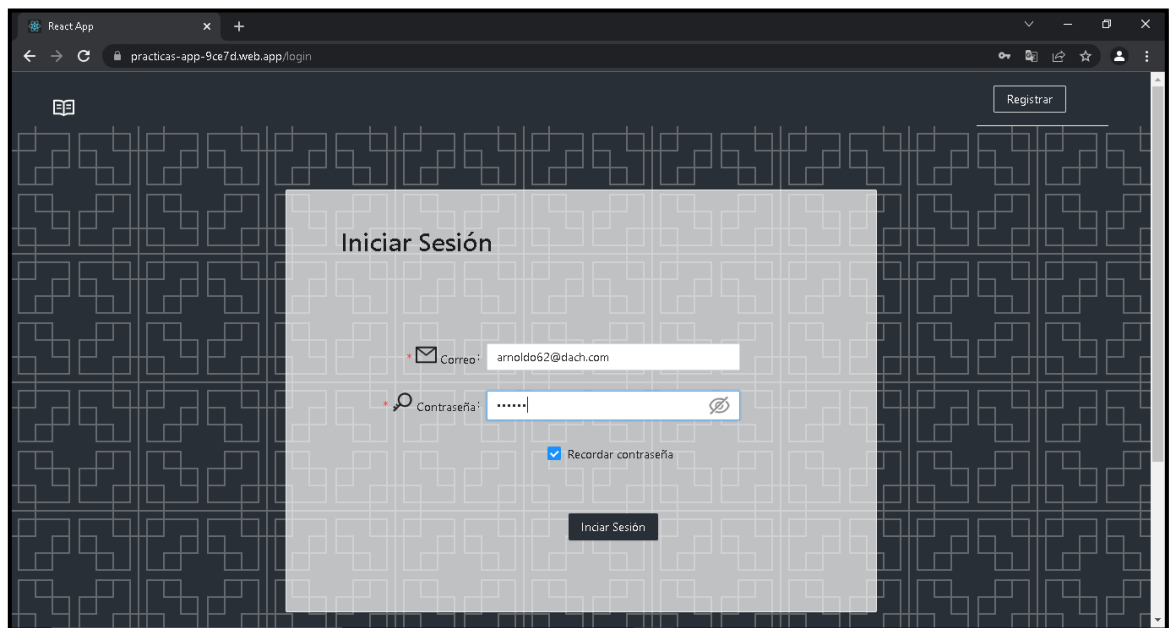 React App
practicas-app-9ce7d.web.app/login
Registrar
Iniciar Sesión
* Correo:
arnoldo62@dach.com
* Contraseña:
••••••
Recordar contraseña
Inciar Sesión